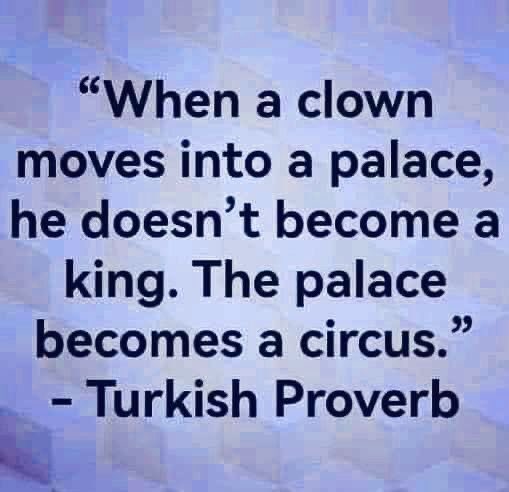 “When a clown
moves into a palace,
he doesn’t become a
king. The palace
becomes a circus.”
- Turkish Proverb